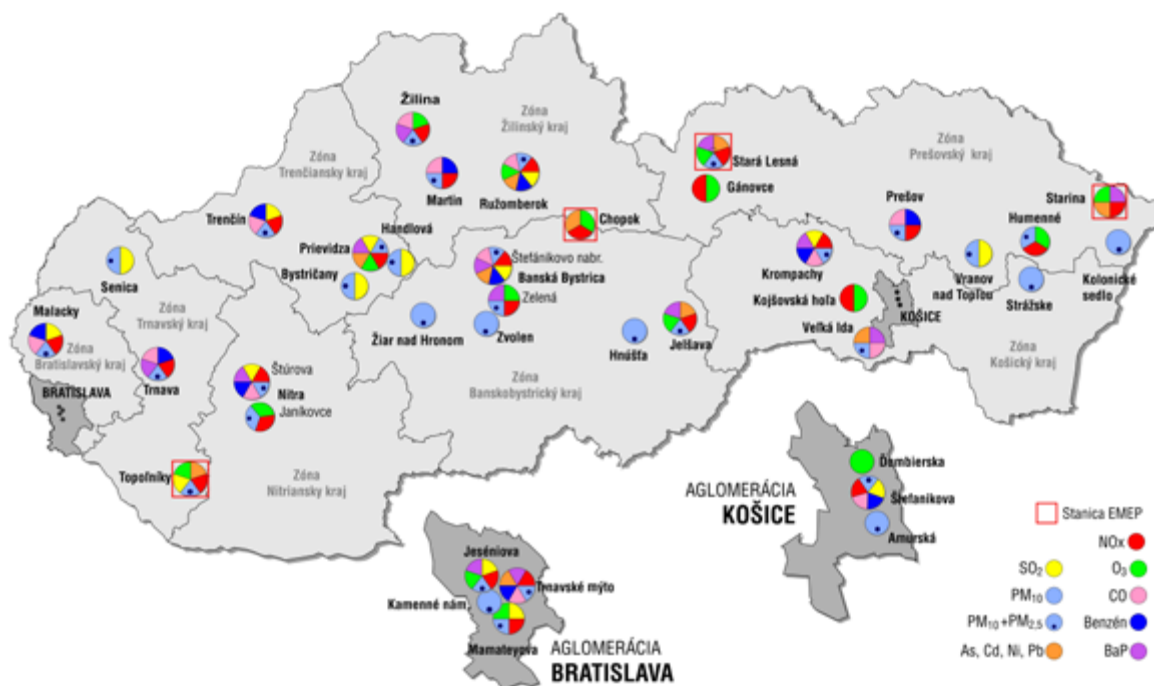 Žilina
Zóna
Žilinský kraj
Zóna
Trenčiansky kraj
Martin
Ružomberok
Stará Lesná
Gánovce
Zóna
Prešovský kraj
Starina
Trenčín
Handlová
Prievidza
Bystričany
Chopok
Prešov
Humenné
Senica
Štefánikovo nabr.
Banská Bystrica
Krompachy
Vranov
nad Topľou
Kolonické
sedlo
Strážske
Malacky
Zóna
Trnavský kraj
Zelená
Kojšovská hoľa
KOŠICE
Zóna
Bratislavský kraj
Žiar nad Hronom
Zvolen
Hnúšťa
Jelšava
Veľká Ida
Zóna
Košický kraj
BRATISLAVA
Trnava
Štúrova
Nitra
Janíkovce
Zóna
Banskobystrický kraj
Topoľníky
Zóna
Nitriansky kraj
AGLOMERÁCIA
KOŠICE
Ďumbierska
Štefánikova
Amurská
Jeséniova
Trnavské mýto
Kamenné nám.
Mamateyova
AGLOMERÁCIA
BRATISLAVA
Stanica EMEP
NOx
SO2
O3
PM10
CO
PM10 +PM2,5
Benzén
As, Cd, Ni, Pb
BaP